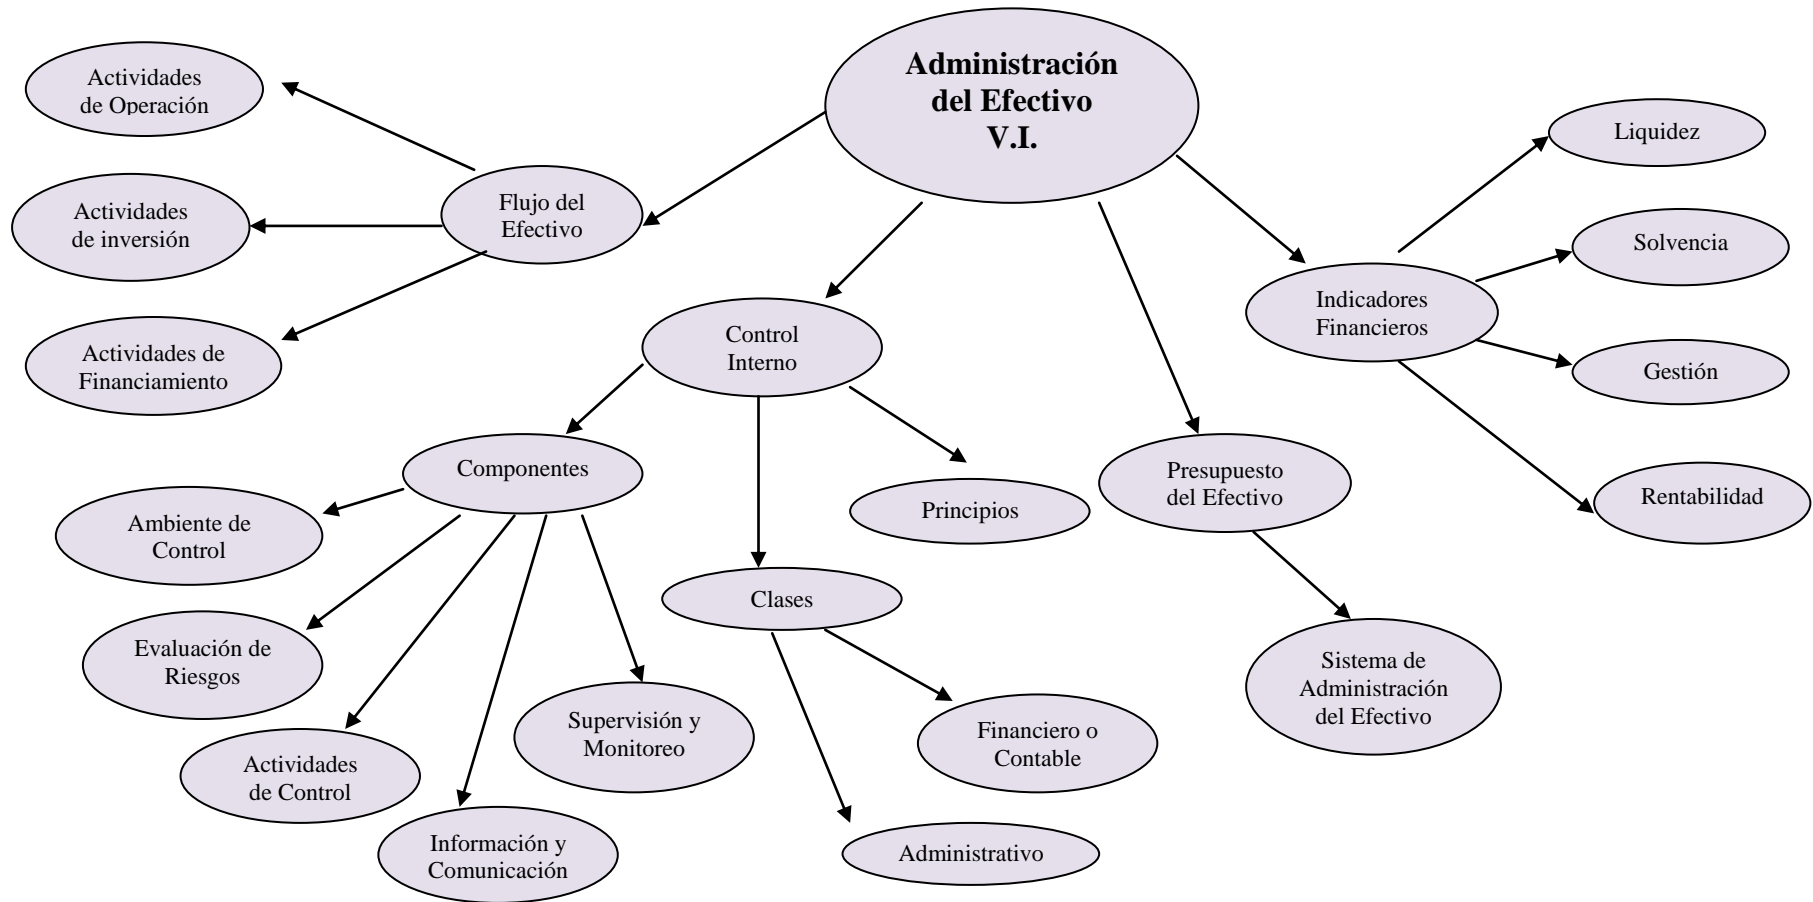 Administración
del Efectivo
V.I.
Actividades
de Operación
Actividades
de inversión
Actividades de
Financiamiento
Flujo del
Efectivo
Control
Interno
Componentes
Ambiente de
Control
Evaluación de
Riesgos
Actividades
de Control
Información y
Comunicación
Supervisión y
Monitoreo
Clases
Principios
Financiero o
Contable
Administrativo
Presupuesto
del Efectivo
Sistema de
Administración
del Efectivo
Indicadores
Financieros
Liquidez
Solvencia
Gestión
Rentabilidad